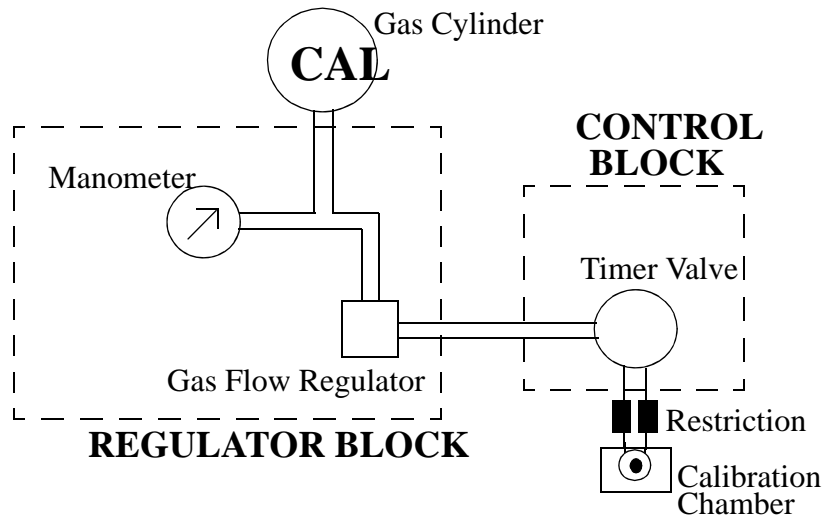 Gas Cylinder
CAL
CONTROL
BLOCK
Manometer
Timer Valve
Gas Flow Regulator
REGULATOR BLOCK
Restriction
Calibration
Chamber